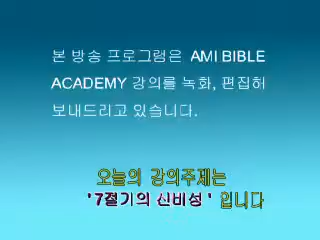 본 방송 프로그램은 AMI BIBLE
ACADEMY 강의를 녹화, 편집하
보내드리고 있습니다.
오늘의 강의주제는
' 7절기의 신비성 ' 입니다